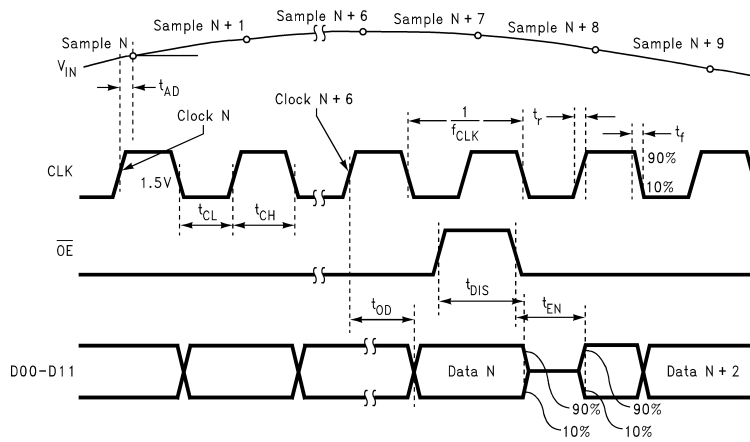 Sample N
Sample N + 1
Sample N + 6
Sample N + 7
Sample N + 8
Sample N + 9
VIN
tAD
Clock N
Clock N + 6
1
fCLK
tr
tf
CLK
1.5V
90%
10%
tCL
tCH
OE
tDIS
tOD
tEN
D00-D11
Data N
Data N + 2
90%
90%
10%
10%